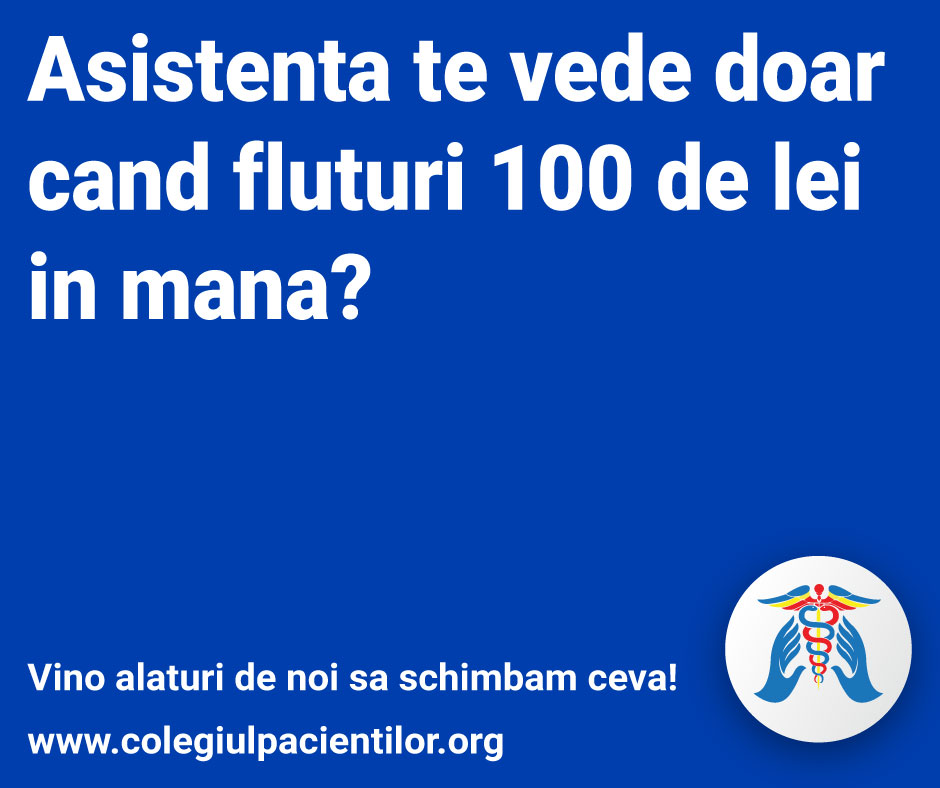 Asistenta te vede doar
cand fluturi 100 de lei
in mana?
Vino alaturi de noi sa schimbam ceva!
www.colegiulpacientilor.org